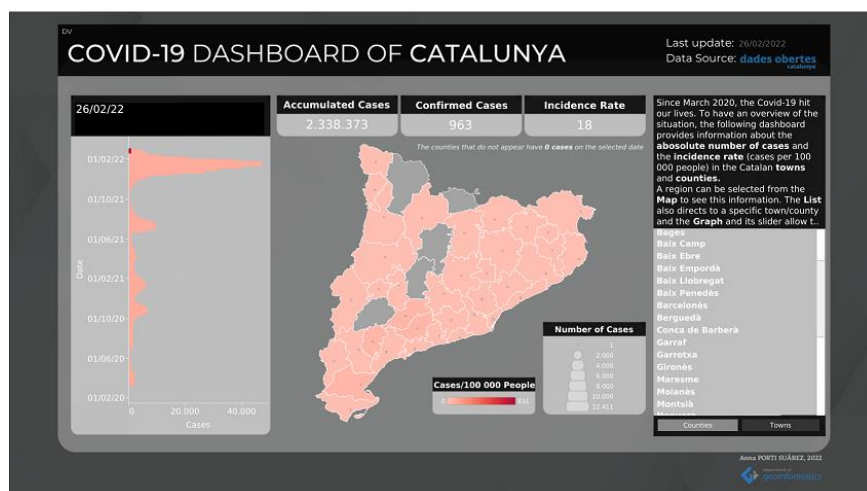 DV
COVID-19 DASHBOARD OF CATALUNYA
Last update: 26/02/2022
Data Source: dades obertes
catalunya
26/02/22
01/02/22
01/10/21
01/06/21
01/02/21
01/10/20
01/06/20
01/02/20
Date
0 20.000 40.000
Cases
Accumulated Cases
2.338.373
Confirmed Cases
963
Incidence Rate
18
The counties that do not appear have 0 cases on the selected date
Cases/100 000 People
0 831
Number of Cases
1
2.000
4.000
6.000
8.000
10.000
12.411
Since March 2020, the Covid-19 hit
our lives. To have an overview of the
situation, the following dashboard
provides information about the
absolute number of cases and
the incidence rate (cases per 100
000 people) in the Catalan towns
and counties.
A region can be selected from the
Map to see this information. The List
also directs to a specific town/county
and the Graph and its slider allow t..
Bages
Baix Camp
Baix Ebre
Baix Empordà
Baix Llobregat
Baix Penedès
Barcelonès
Berguedà
Conca de Barberà
Garraf
Garrotxa
Gironès
Maresme
Moianès
Montsià
Counties
Towns
Anna PORTI SUÁREZ, 2022
geoinformatics